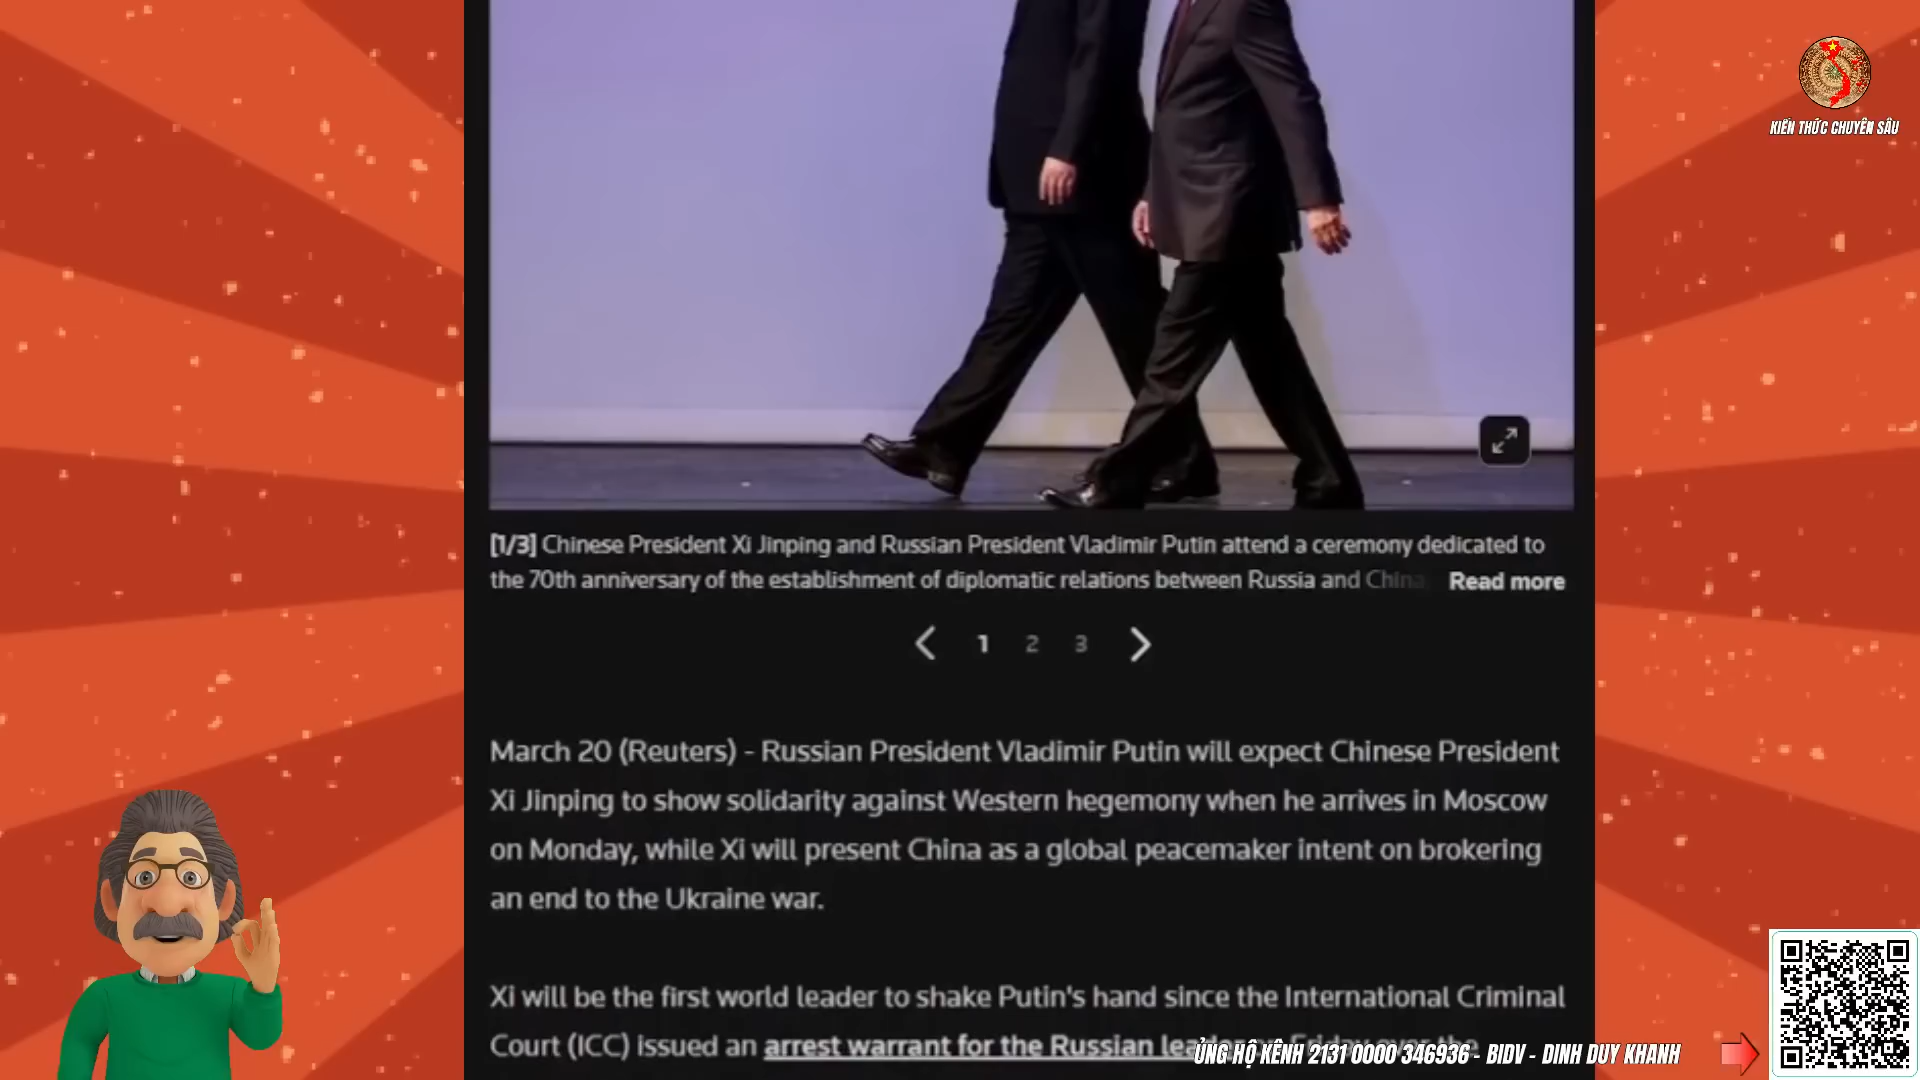 KIẾN THỨC CHUYÊN SÂU
[1/3] Chinese President Xi Jinping and Russian President Vladimir Putin attend a ceremony dedicated to
the 70th anniversary of the establishment of diplomatic relations between Russia and China Read more
1 2 3
March 20 (Reuters) - Russian President Vladimir Putin will expect Chinese President
Xi Jinping to show solidarity against Western hegemony when he arrives in Moscow
on Monday, while Xi will present China as a global peacemaker intent on brokering
an end to the Ukraine war.
Xi will be the first world leader to shake Putin's hand since the International Criminal
Court (ICC) issued an arrest warrant for the Russian
ỦNG HỘ KÊNH 2131 0000 346936 - BIDV - DINH DUY KHANH